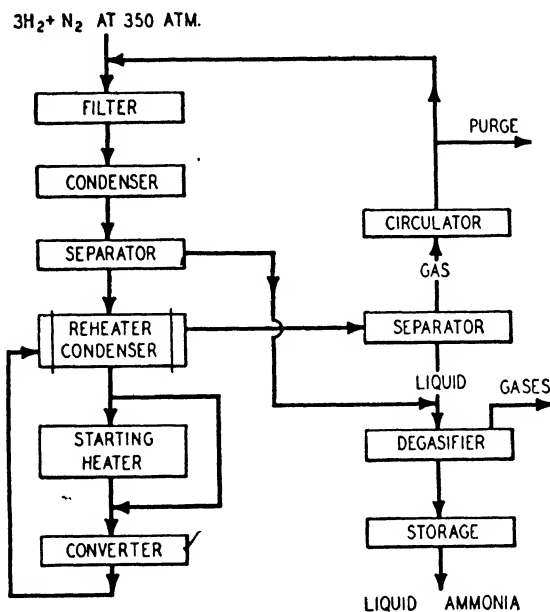 3H₂+ N₂ AT 350 ATM.
FILTER
CONDENSER
SEPARATOR
REHEATER
CONDENSER
STARTING
HEATER
CONVERTER
PURGE
CIRCULATOR
GAS
SEPARATOR
LIQUID
GASES
DEGASIFIER
STORAGE
LIQUID AMMONIA